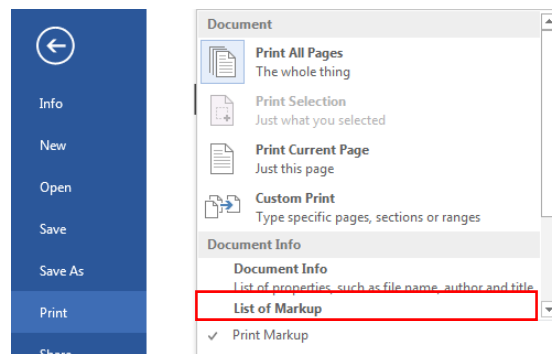 Info
New
Open
Save
Save As
Print
Share
Document
Print All Pages
The whole thing
Print Selection
Just what you selected
Print Current Page
Just this page
Custom Print
Type specific pages, sections or ranges
Document Info
Document Info
List of properties, such as file name, author and title
List of Markup
Print Markup